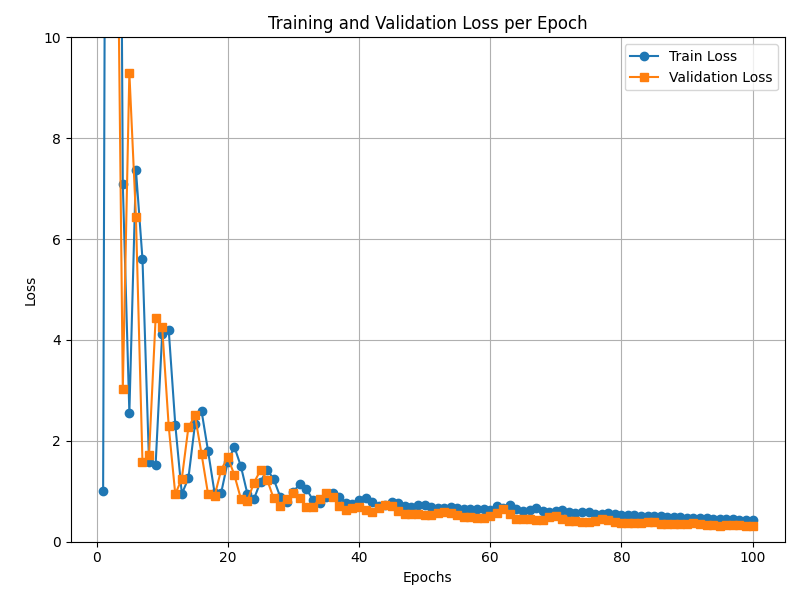 Training and Validation Loss per Epoch
Train Loss
Validation Loss
Loss
10
8
6
4
2
0
0 20 40 60 80 100
Epochs